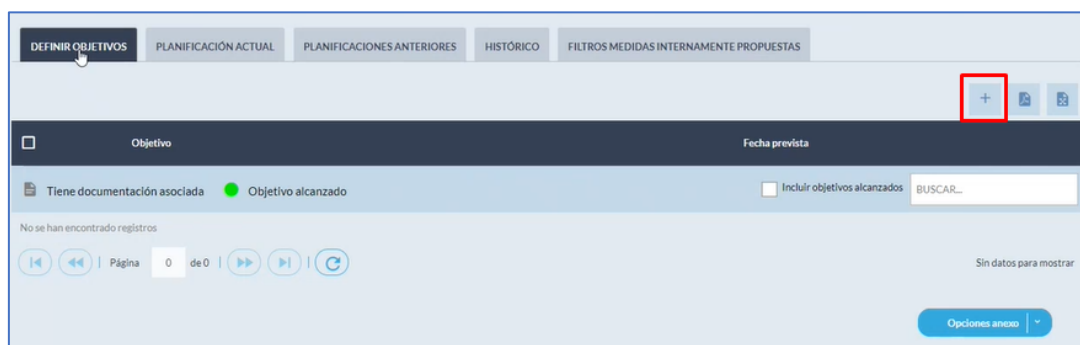 DEFINIR OBJETIVOS PLANIFICACIÓN ACTUAL PLANIFICACIONES ANTERIORES HISTÓRICO FILTROS MEDIDAS INTERNAMENTE PROPUESTAS
+
Objetivo Fecha prevista
Tiene documentación asociada Objetivo alcanzado Incluir objetivos alcanzados BUSCAR...
No se han encontrado registros
Página 0 de 0 Sin datos para mostrar
Opciones anexo